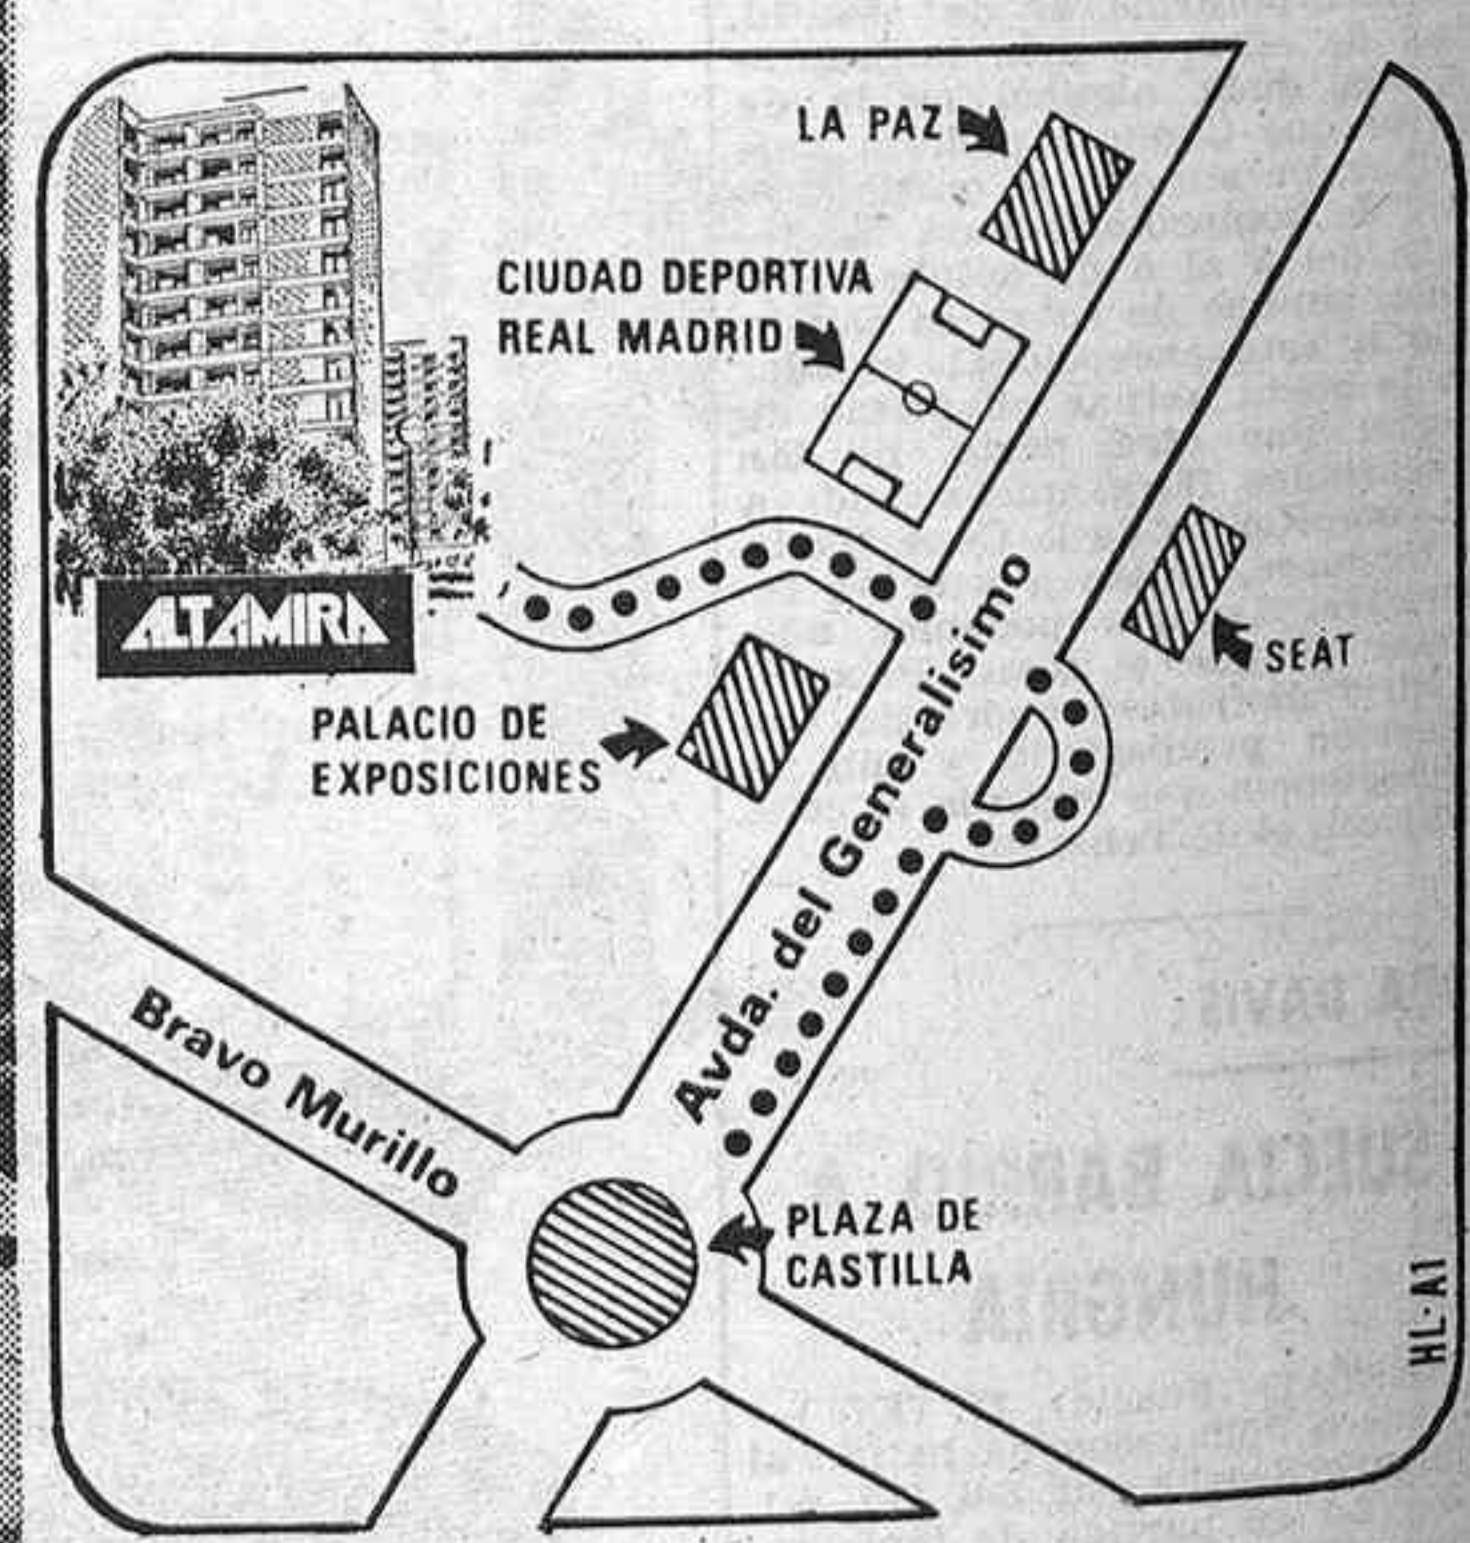 LA PAZ
CIUDAD DEPORTIVA
REAL MADRID
ALTAMIRA
SEAT
PALACIO DE
EXPOSICIONES
Avda. del Generalisimo
Bravo Murillo
PLAZA DE
CASTILLA
HL-A1